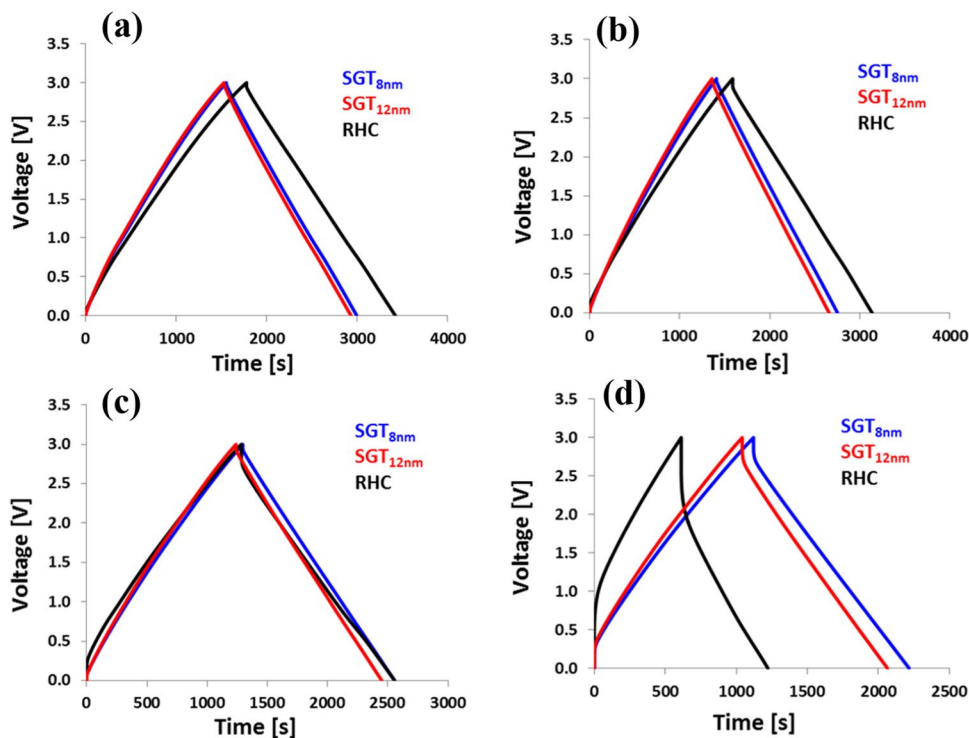 (a)
3.5
3.0
2.5
2.0
1.5
1.0
0.5
0.0
Voltage [V]
SGT8nm
SGT12nm
RHC
0 1000 2000 3000 4000
Time [s]
(b)
3.5
3.0
2.5
2.0
1.5
1.0
0.5
0.0
Voltage [V]
SGT8nm
SGT12nm
RHC
0 1000 2000 3000 4000
Time [s]
(c)
3.5
3.0
2.5
2.0
1.5
1.0
0.5
0.0
Voltage [V]
SGT8nm
SGT12nm
RHC
0 500 1000 1500 2000 2500 3000
Time [s]
(d)
3.5
3.0
2.5
2.0
1.5
1.0
0.5
0.0
Voltage [V]
SGT8nm
SGT12nm
RHC
0 500 1000 1500 2000 2500
Time [s]